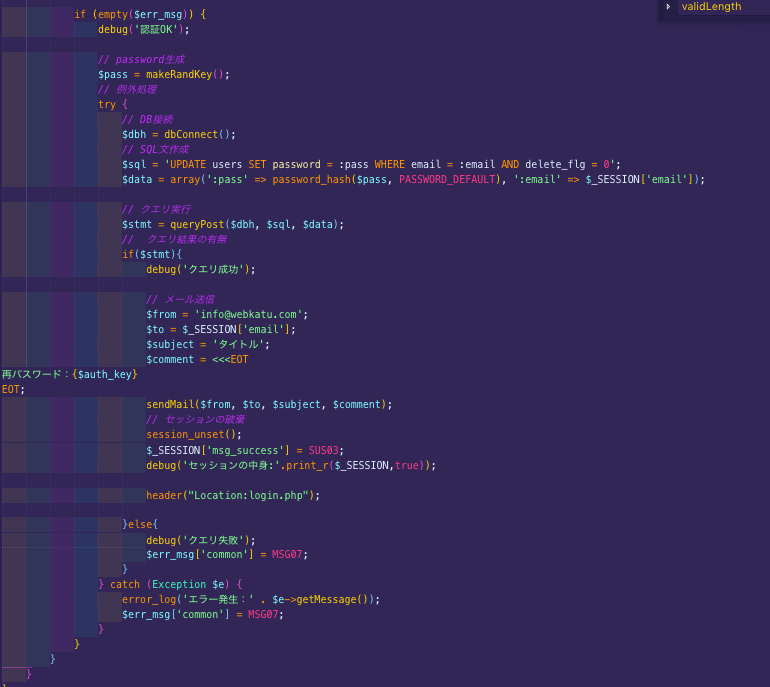 if (empty($err_msg)) {
debug('認証OK');
// password生成
$pass = makeRandKey();
// 例外処理
try {
// DB接続
$dbh = dbConnect();
// SQL文作成
$sql = 'UPDATE users SET password = :pass WHERE email = :email AND delete_flg = 0';
$data = array(':pass' => password_hash($pass, PASSWORD_DEFAULT), ':email' => $_SESSION['email']);
// クエリ実行
$stmt = queryPost($dbh, $sql, $data);
//  クエリ結果の有無
if($stmt){
debug('クエリ成功');
// メール送信
$from = 'info@webkatu.com';
$to = $_SESSION['email'];
$subject = 'タイトル';
$comment = <<<EOT
再パスワード：{$auth_key}
EOT;
sendMail($from, $to, $subject, $comment);
// セッションの破棄
session_unset();
$_SESSION['msg_success'] = SUS03;
debug('セッションの中身:'.print_r($_SESSION,true));
header("Location:login.php");
}else{
debug('クエリ失敗');
$err_msg['common'] = MSG07;
}
} catch (Exception $e) {
error_log('エラー発生：' . $e->getMessage());
$err_msg['common'] = MSG07;
}
}
}
}
}
validLength